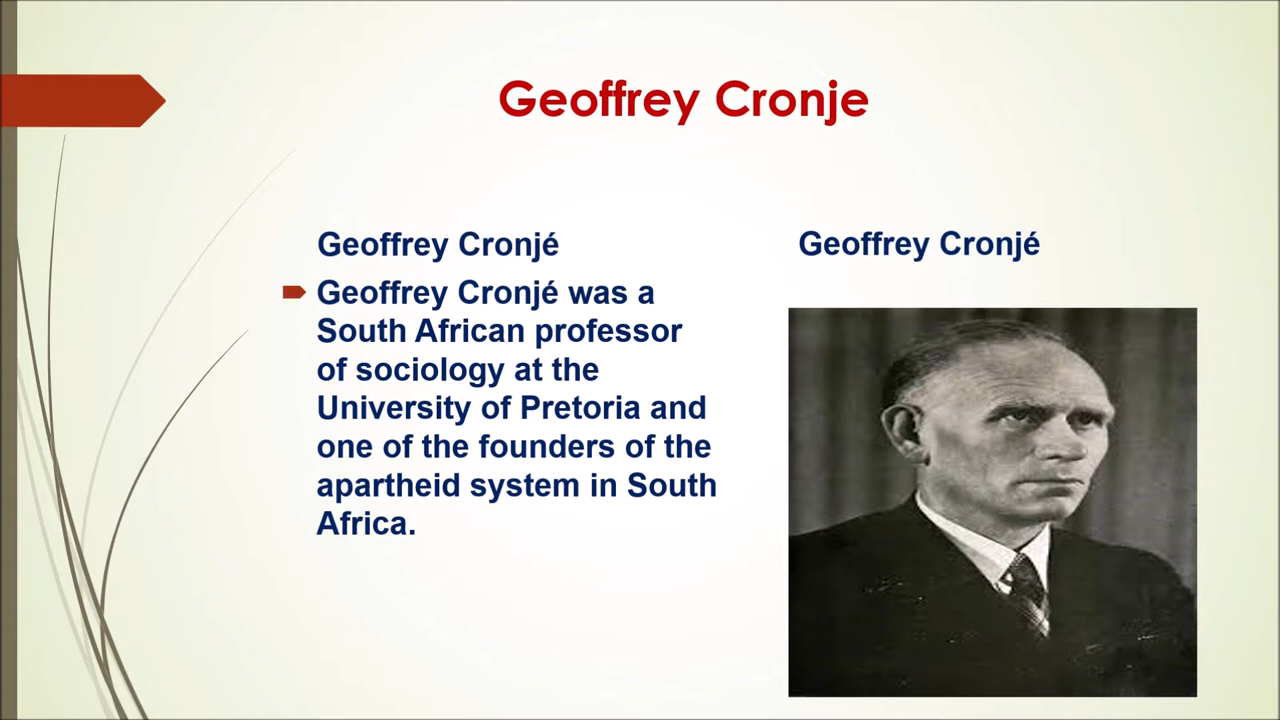 Geoffrey Cronje
Geoffrey Cronjé
Geoffrey Cronjé was a
South African professor
of sociology at the
University of Pretoria and
one of the founders of the
apartheid system in South
Africa.
Geoffrey Cronjé